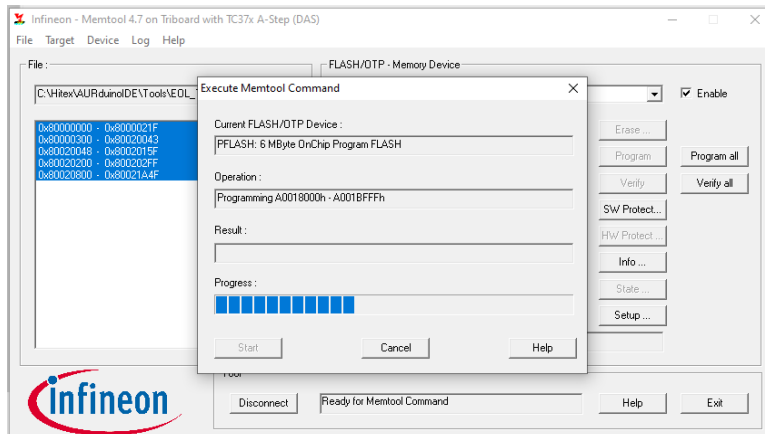 Infineon - Memtool 4.7 on Triboard with TC37x A-Step (DAS)
File Target Device Log Help
File :
FLASH/OTP - Memory Device
C:\Hitex\AURduinoIDE\Tools\EOL_
Enable
0x80000000 - 0x8000021F
0x80000300 - 0x80020043
0x80020048 - 0x8002015F
0x80020200 - 0x800202FF
0x80020800 - 0x80021A4F
Execute Memtool Command
Current FLASH/OTP Device :
PFLASH: 6 MByte OnChip Program FLASH
Operation :
Programming A0018000h - A001BFFFh
Result :
Progress :
Start Cancel Help
Erase ...
Program Program all
Verify Verify all
SW Protect...
HW Protect ...
Info ...
State ...
Setup ...
infineon
Disconnect Ready for Memtool Command Help Exit